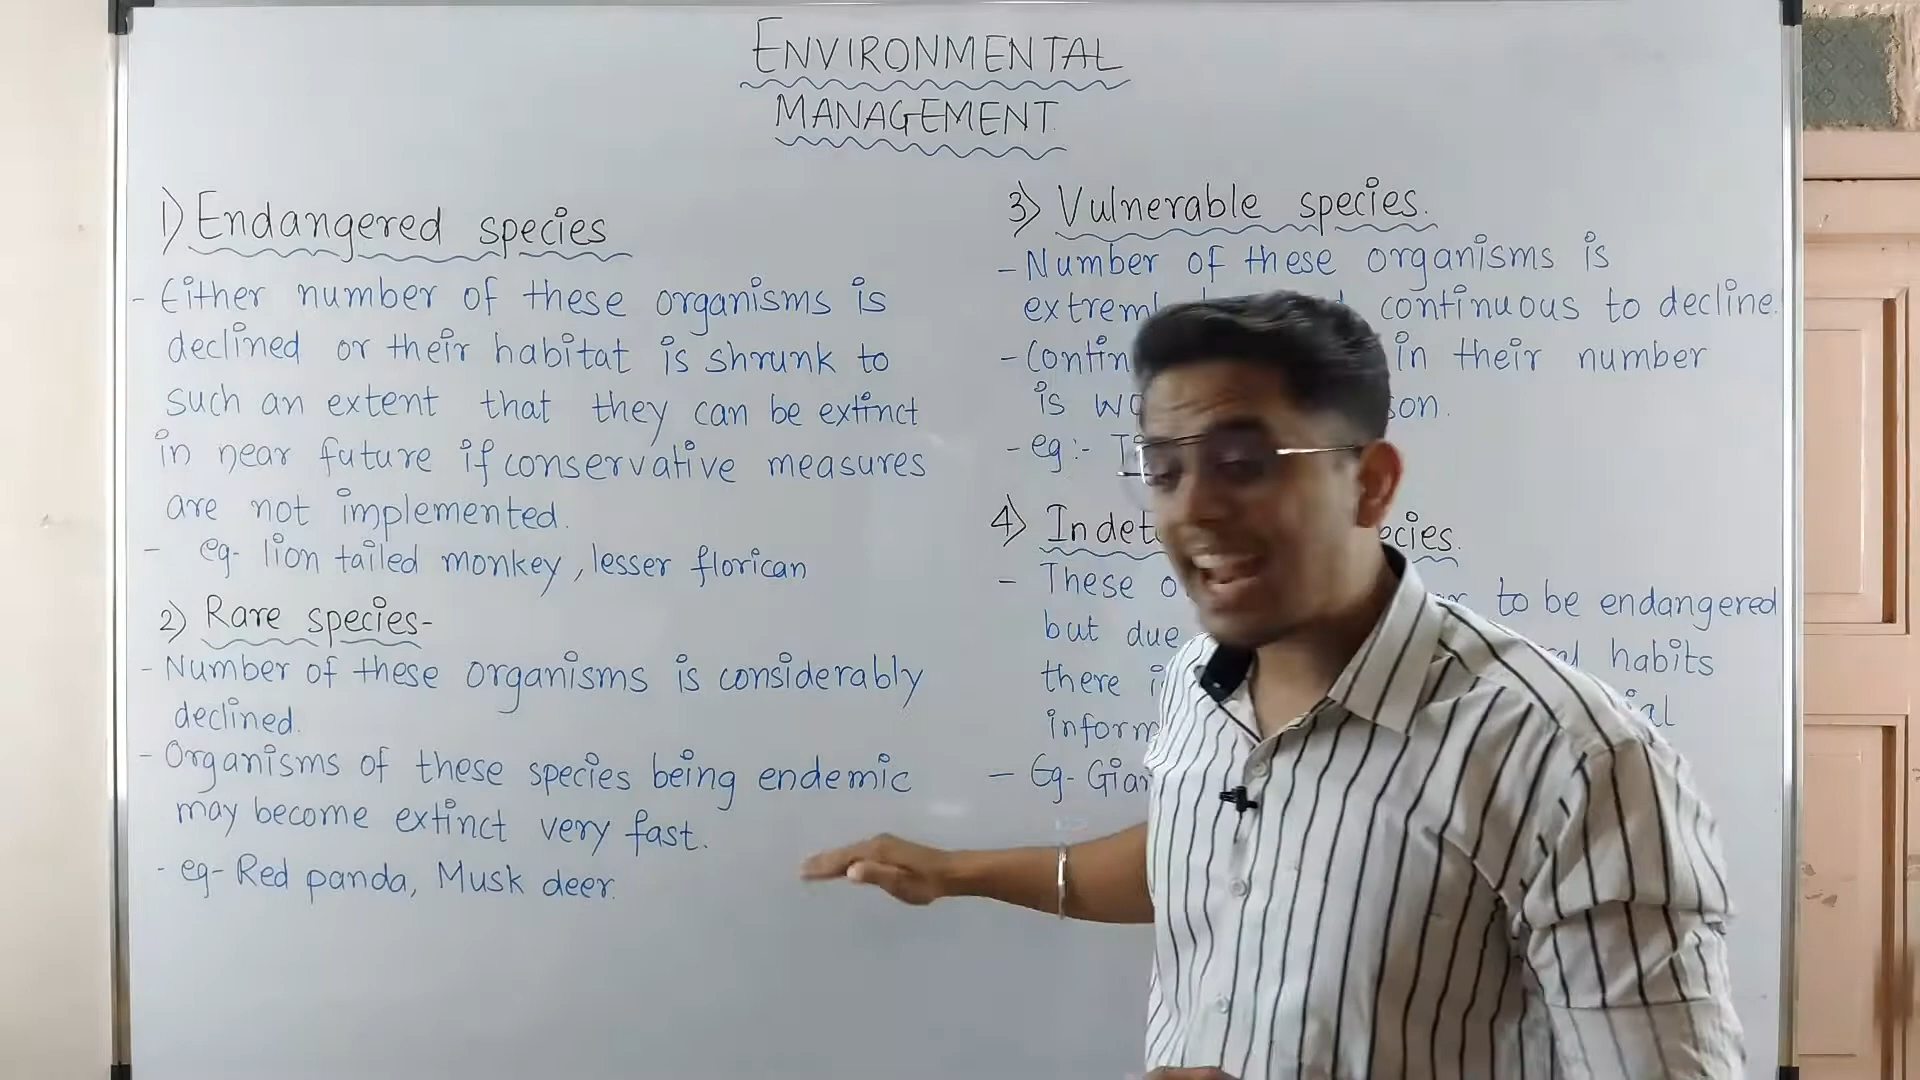 ENVIRONMENTAL
MANAGEMENT
1) Endangered species
- Either number of these organisms is
declined or their habitat is shrunk to
such an extent that they can be extinct
in near future if conservative measures
are not implemented.
- eg- lion tailed monkey, lesser florican
2) Rare species-
- Number of these organisms is considerably
declined.
- Organisms of these species being endemic
may become extinct very fast.
- eg- Red panda, Musk deer.
3) Vulnerable species.
- Number of these organisms is
continuous to decline.
- in their number
is
- eg:-
4)
- These to be endangered
but due habits
there
- Eg-